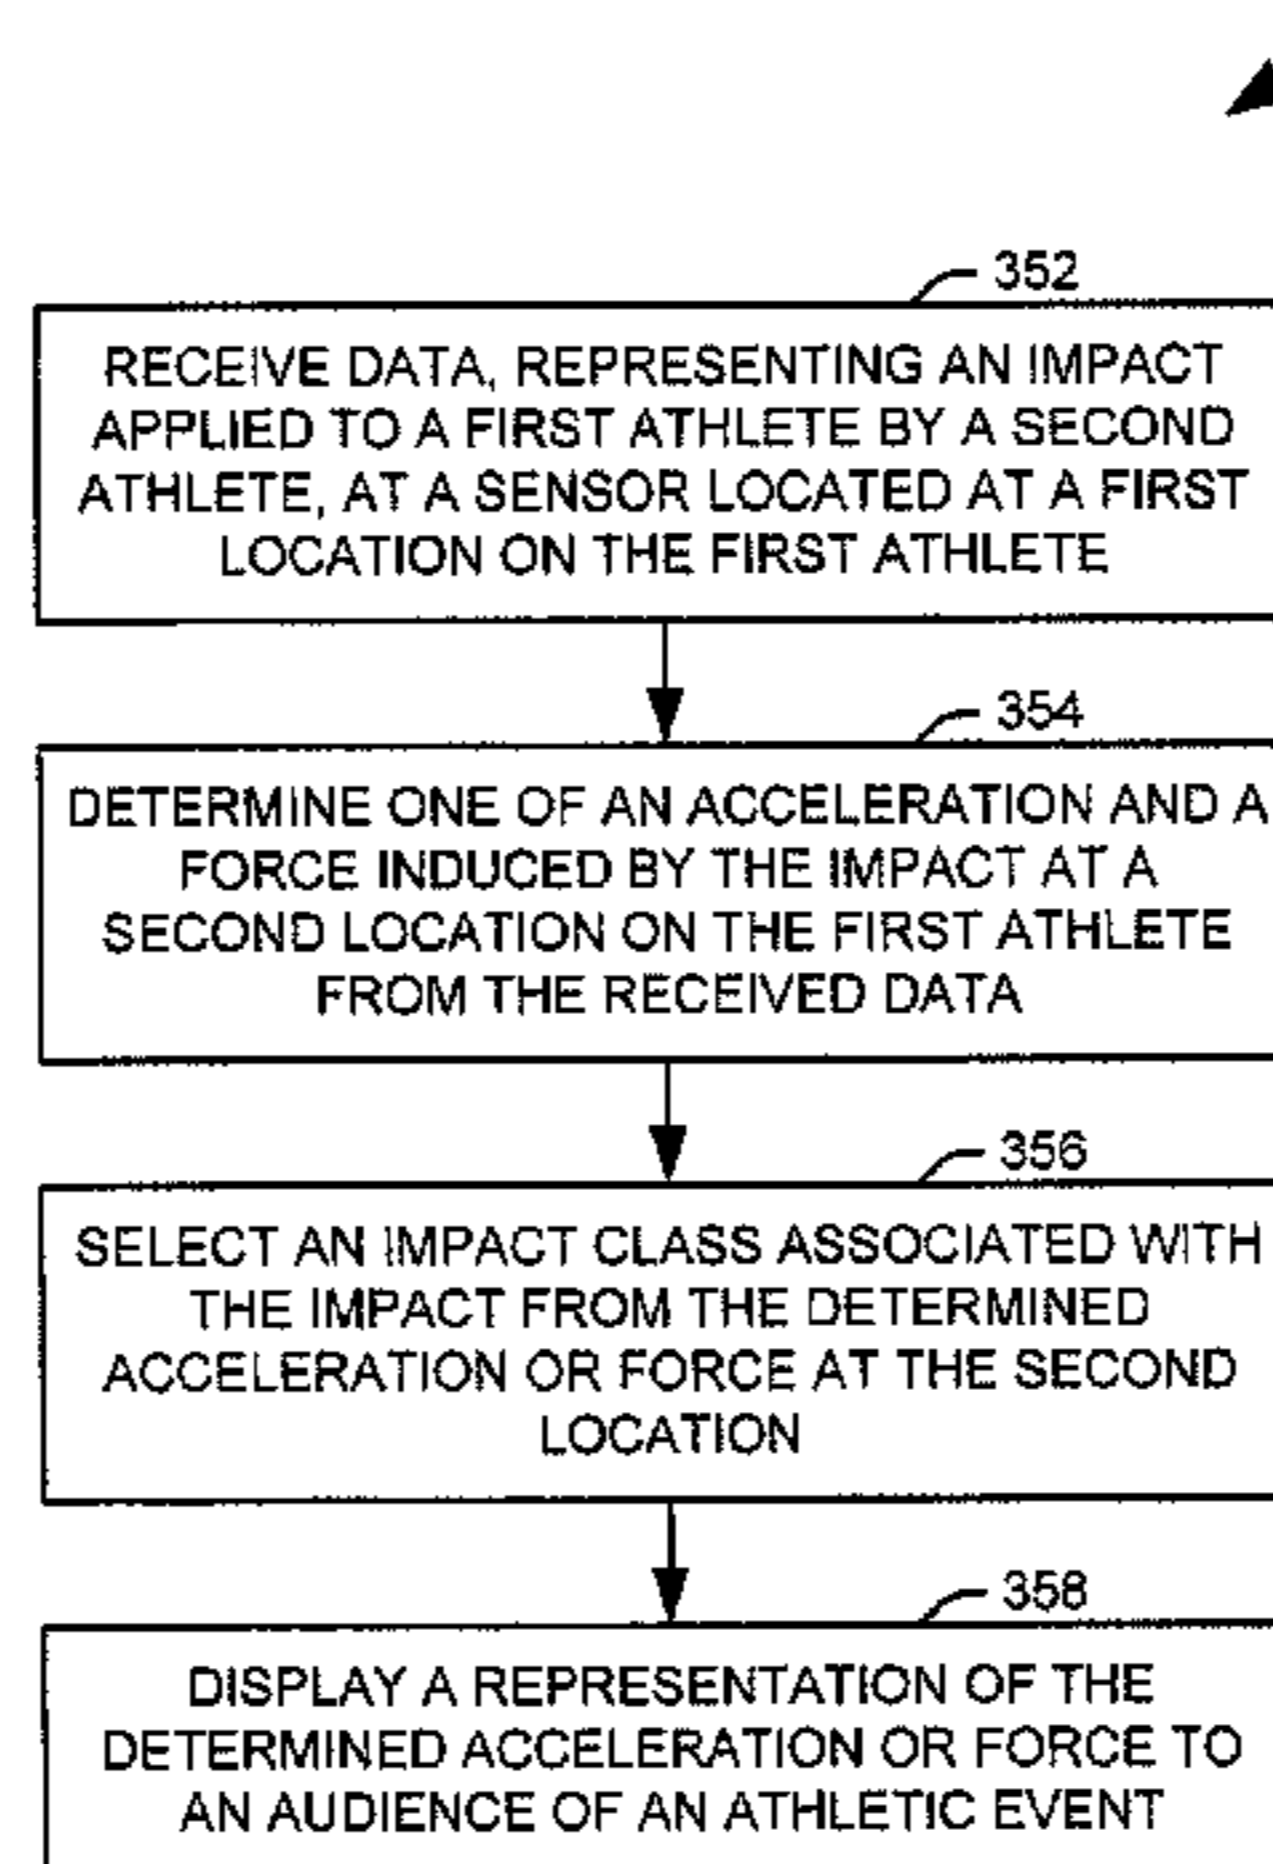 352
RECEIVE DATA, REPRESENTING AN IMPACT
APPLIED TO A FIRST ATHLETE BY A SECOND
ATHLETE, AT A SENSOR LOCATED AT A FIRST
LOCATION ON THE FIRST ATHLETE
354
DETERMINE ONE OF AN ACCELERATION AND A
FORCE INDUCED BY THE IMPACT AT A
SECOND LOCATION ON THE FIRST ATHLETE
FROM THE RECEIVED DATA
356
SELECT AN IMPACT CLASS ASSOCIATED WITH
THE IMPACT FROM THE DETERMINED
ACCELERATION OR FORCE AT THE SECOND
LOCATION
358
DISPLAY A REPRESENTATION OF THE
DETERMINED ACCELERATION OR FORCE TO
AN AUDIENCE OF AN ATHLETIC EVENT